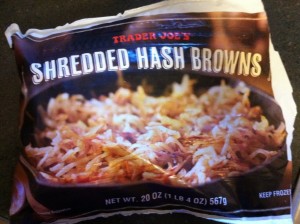 TRADER JOE'S
SHREDDED HASH BROWNS
NET WT. 20 OZ (1 LB 4 OZ) 567g
KEEP FROZEN